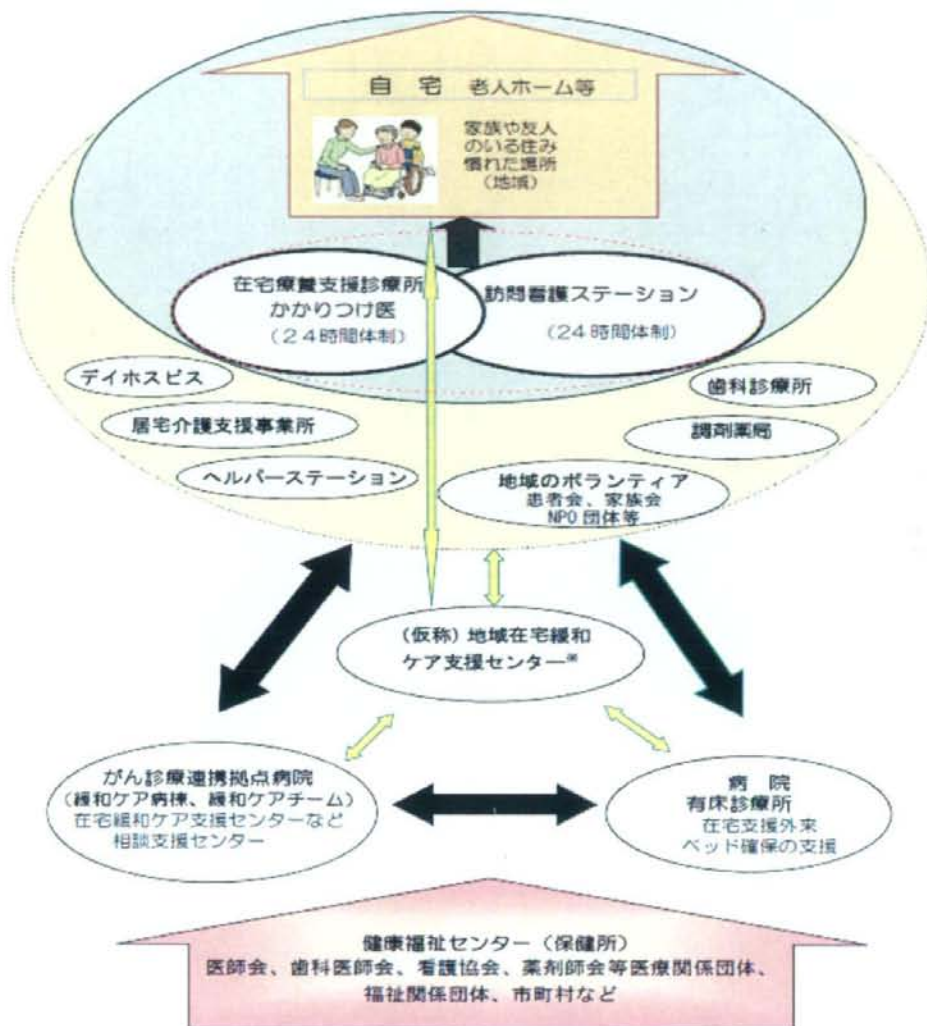 自 宅 老人ホーム等
家族や友人
のいる住み
慣れた場所
(地域)
在宅療養支援診療所
かかりつけ医
(24時間体制)
訪問看護ステーション
(24時間体制)
デイホスピス
歯科診療所
居宅介護支援事業所
調剤薬局
ヘルパーステーション
地域のボランティア
患者会、家族会
NPO団体等
(仮称)地域在宅緩和
ケア支援センター※
がん診療連携拠点病院
(緩和ケア病棟、緩和ケアチーム)
在宅緩和ケア支援センターなど
相談支援センター
病 院
有床診療所
在宅支援外来
ベッド確保の支援
健康福祉センター(保健所)
医師会、歯科医師会、看護協会、薬剤師会等医療関係団体、
福祉関係団体、市町村など